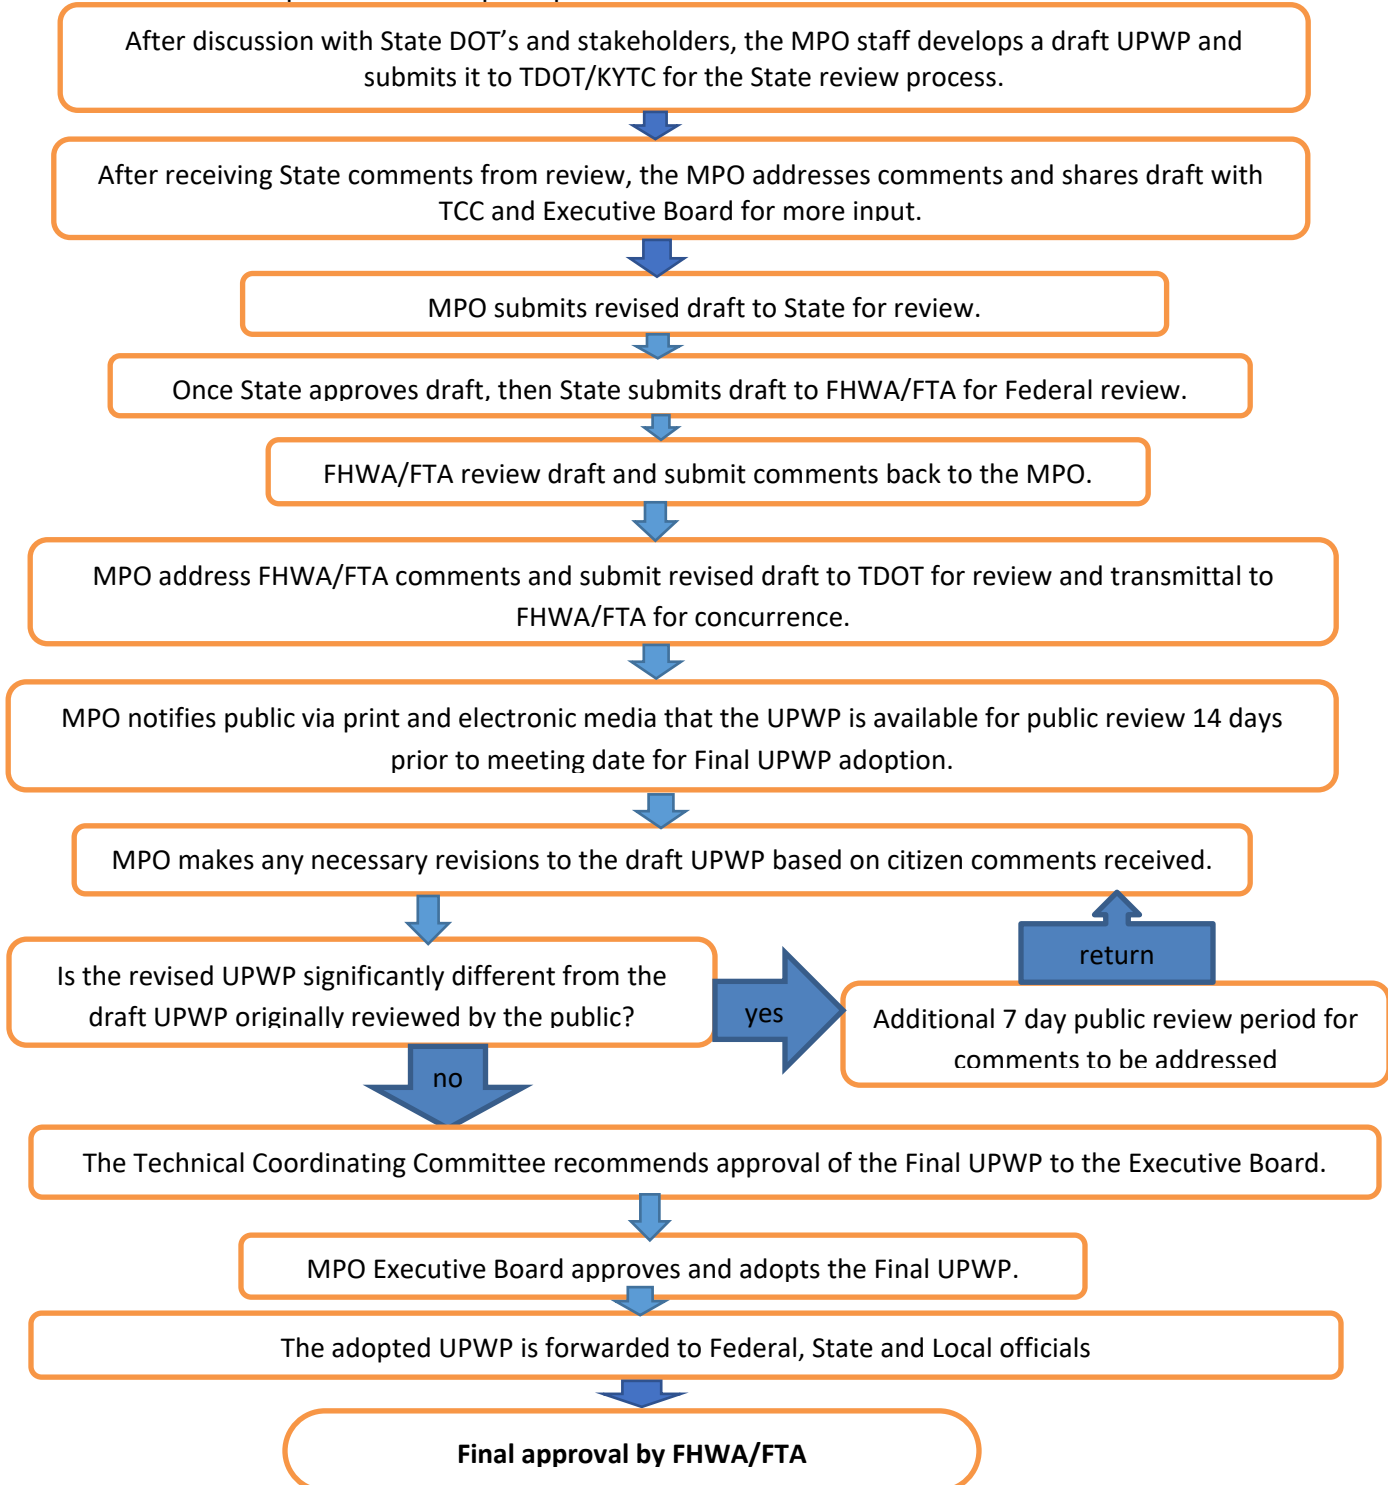 After discussion with State DOT's and stakeholders, the MPO staff develops a draft UPWP and
submits it to TDOT/KYTC for the State review process.
After receiving State comments from review, the MPO addresses comments and shares draft with
TCC and Executive Board for more input.
MPO submits revised draft to State for review.
Once State approves draft, then State submits draft to FHWA/FTA for Federal review.
FHWA/FTA review draft and submit comments back to the MPO.
MPO address FHWA/FTA comments and submit revised draft to TDOT for review and transmittal to
FHWA/FTA for concurrence.
MPO notifies public via print and electronic media that the UPWP is available for public review 14 days
prior to meeting date for Final UPWP adoption.
MPO makes any necessary revisions to the draft UPWP based on citizen comments received.
Is the revised UPWP significantly different from the
draft UPWP originally reviewed by the public?
yes
return
Additional 7 day public review period for
comments to be addressed
no
The Technical Coordinating Committee recommends approval of the Final UPWP to the Executive Board.
MPO Executive Board approves and adopts the Final UPWP.
The adopted UPWP is forwarded to Federal, State and Local officials
Final approval by FHWA/FTA